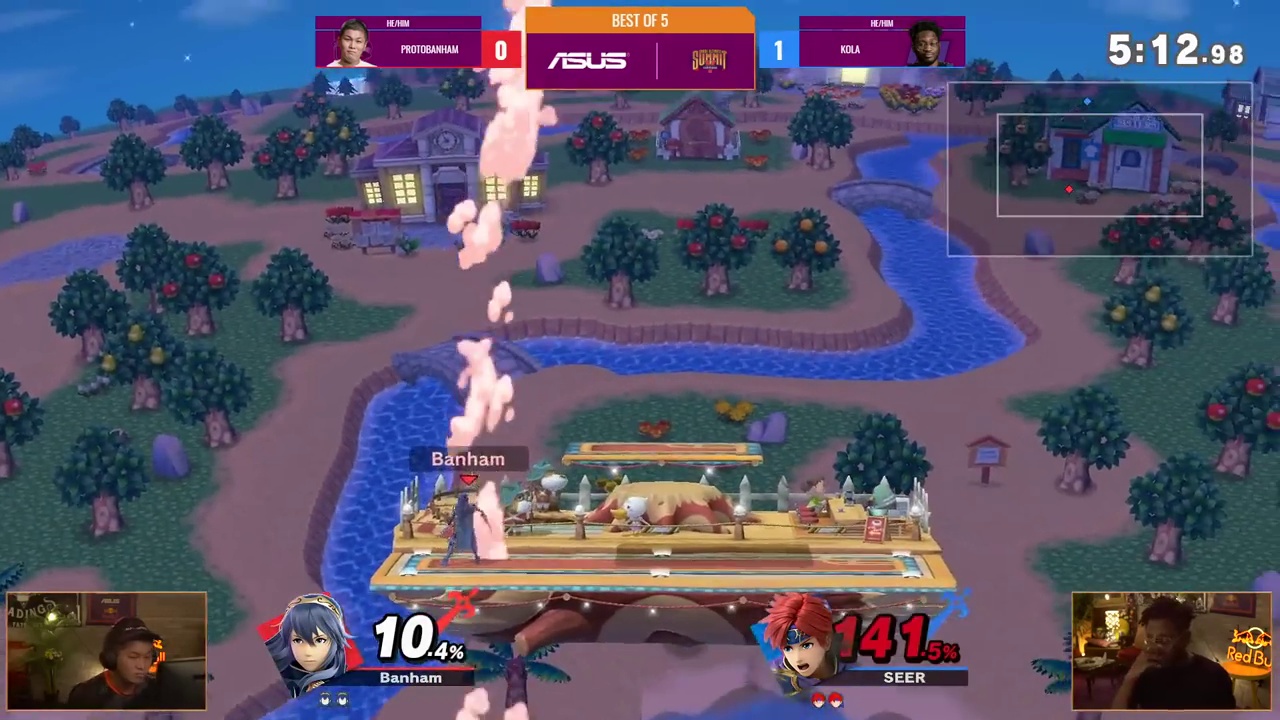 HE/HIM
PROTOBANHAM
0
BEST OF 5
ASUS
SUMMIT
1
HE/HIM
KOLA
5:12.98
Banham
10.4%
Banham
141.5%
SEER
Red Bu